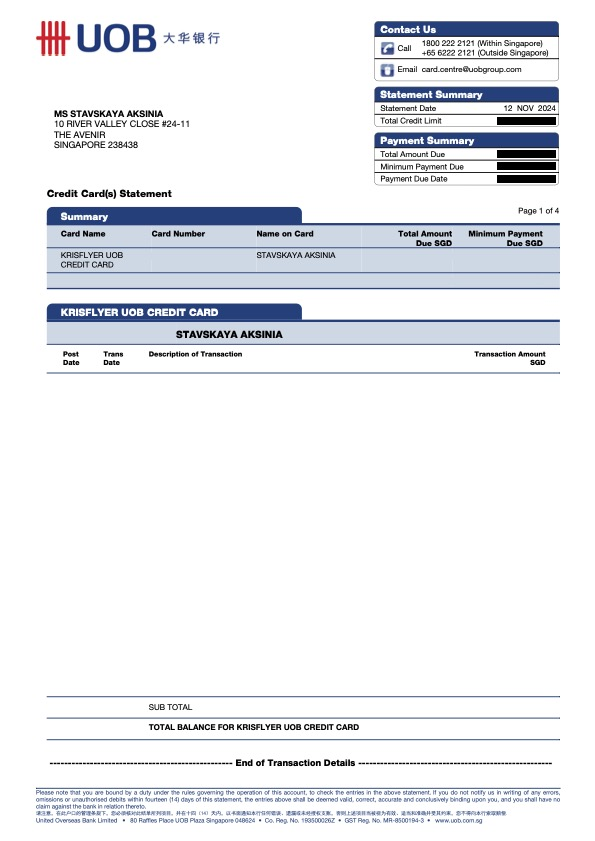 UOB 大华银行
Contact Us
Call 1800 222 2121 (Within Singapore)
+65 6222 2121 (Outside Singapore)
Email card.centre@uobgroup.com
Statement Summary
Statement Date 12 NOV 2024
Total Credit Limit
MS STAVSKAYA AKSINIA
10 RIVER VALLEY CLOSE #24-11
THE AVENIR
SINGAPORE 238438
Payment Summary
Total Amount Due
Minimum Payment Due
Payment Due Date
Credit Card(s) Statement
Page 1 of 4
Summary
Card Name Card Number Name on Card Total Amount Minimum Payment
Due SGD Due SGD
KRISFLYER UOB STAVSKAYA AKSINIA
CREDIT CARD
KRISFLYER UOB CREDIT CARD
STAVSKAYA AKSINIA
Post Trans Description of Transaction Transaction Amount
Date Date SGD
SUB TOTAL
TOTAL BALANCE FOR KRISFLYER UOB CREDIT CARD
------------------------------------------------- End of Transaction Details -------------------------------------------------
Please note that you are bound by a duty under the rules governing the operation of this account, to check the entries in the above statement. If you do not notify us in writing of any errors,
omissions or unauthorised debits within fourteen (14) days of this statement, the entries above shall be deemed valid, correct, accurate and conclusively binding upon you, and you shall have no
claim against the bank in relation thereto.
United Overseas Bank Limited • 80 Raffles Place UOB Plaza Singapore 048624 • Co. Reg. No. 193500026Z • GST Reg. No. MR-8500194-3 • www.uob.com.sg